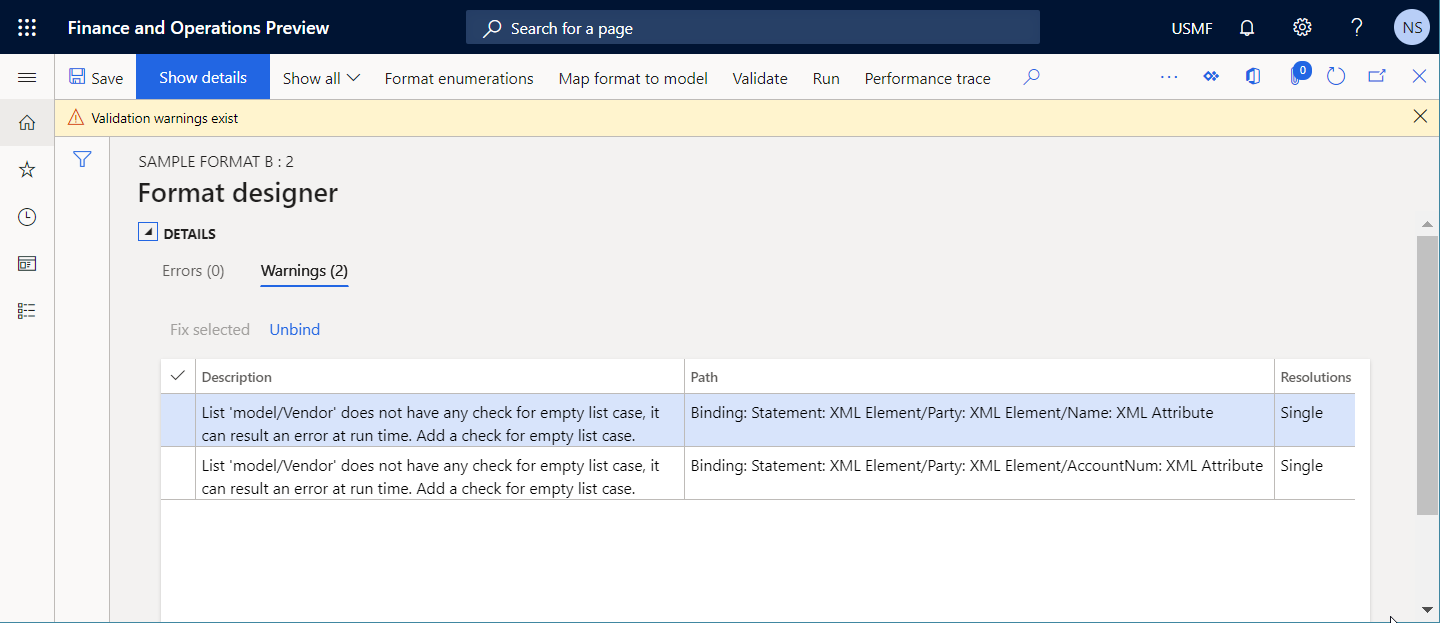 Finance and Operations Preview
Search for a page
USMF
?
NS
Save
Show details
Show all
Format enumerations
Map format to model
Validate
Run
Performance trace
...
0
Validation warnings exist
SAMPLE FORMAT B : 2
Format designer
DETAILS
Errors (0)
Warnings (2)
Fix selected
Unbind
Description
Path
Resolutions
List 'model/Vendor' does not have any check for empty list case, it
can result an error at run time. Add a check for empty list case.
Binding: Statement: XML Element/Party: XML Element/Name: XML Attribute
Single
List 'model/Vendor' does not have any check for empty list case, it
can result an error at run time. Add a check for empty list case.
Binding: Statement: XML Element/Party: XML Element/AccountNum: XML Attribute
Single